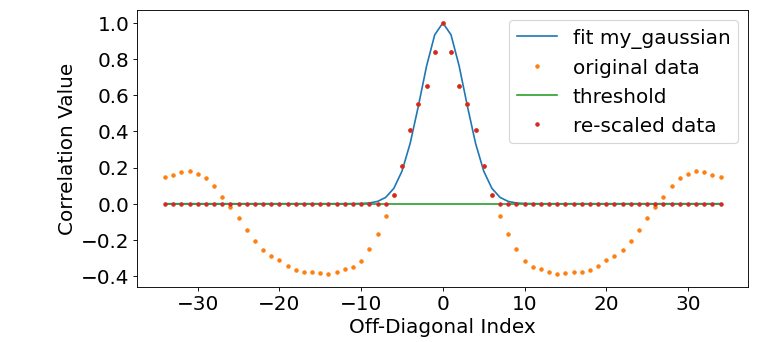 fit my_gaussian
original data
threshold
re-scaled data
Correlation Value
1.0
0.8
0.6
0.4
0.2
0.0
−0.2
−0.4
−30
−20
−10
0
10
20
30
Off-Diagonal Index